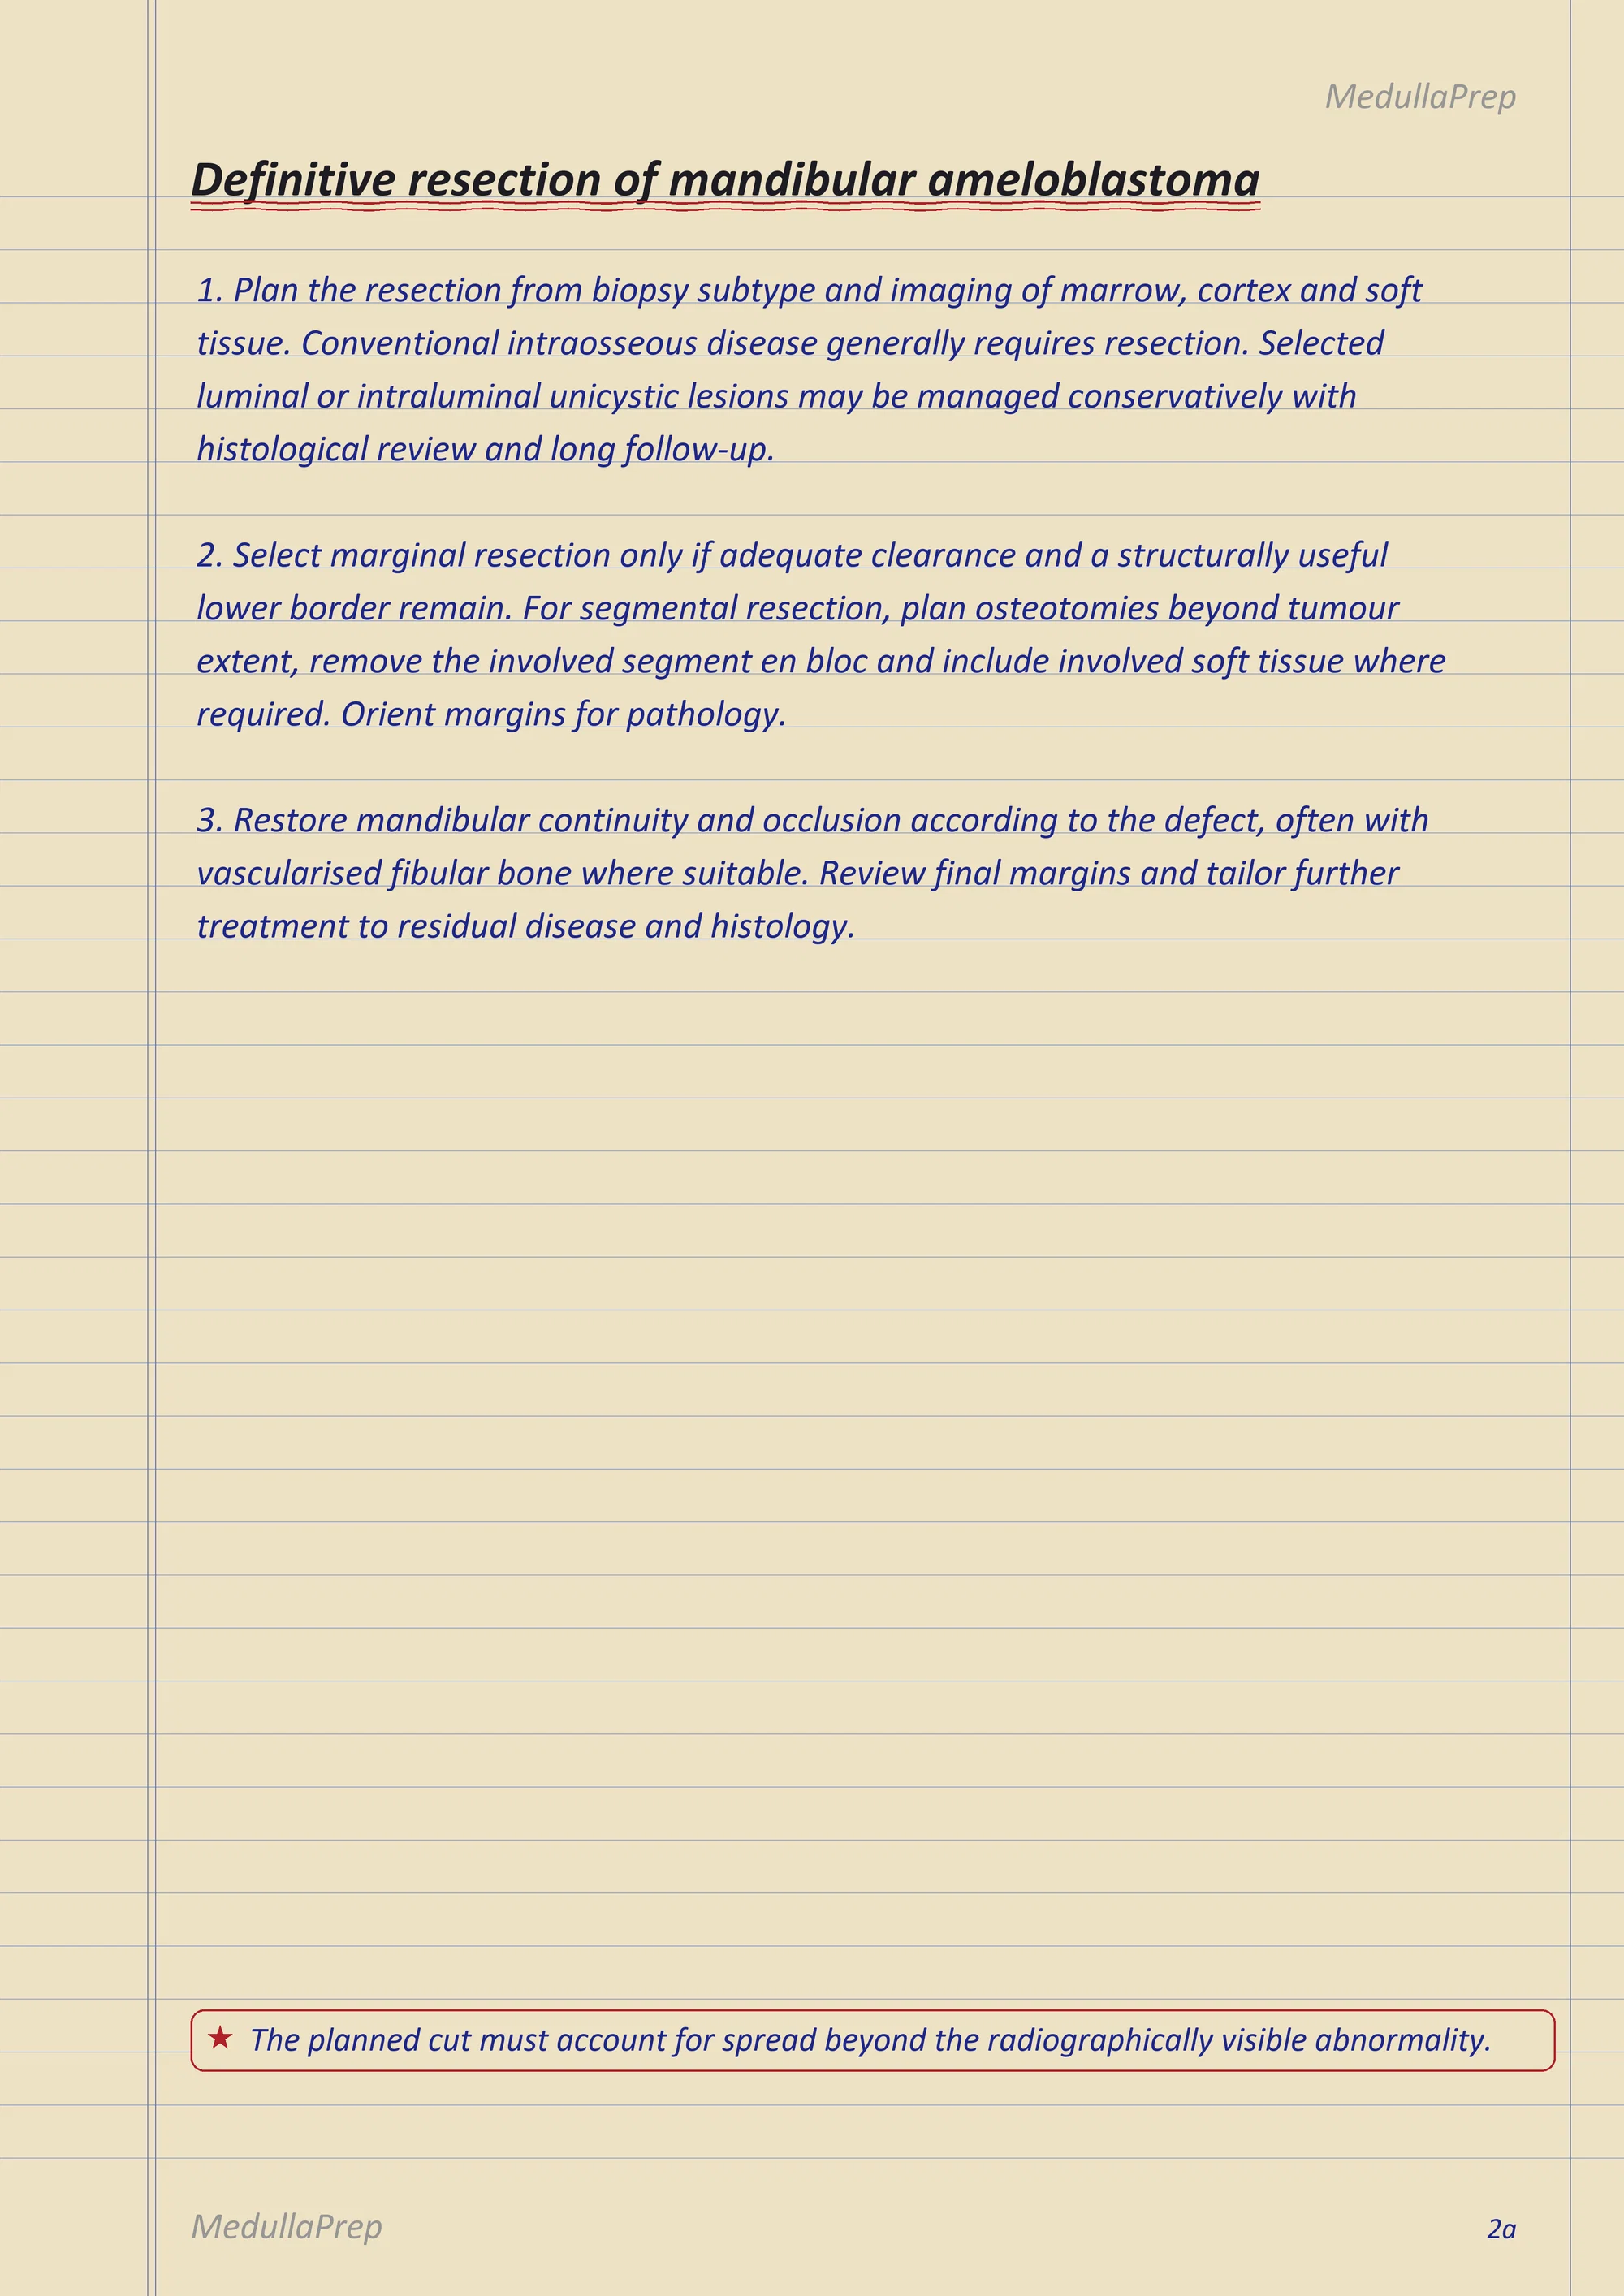 MedullaPrep
Definitive resection of mandibular ameloblastoma
1. Plan the resection from biopsy subtype and imaging of marrow, cortex and soft
tissue. Conventional intraosseous disease generally requires resection. Selected
luminal or intraluminal unicystic lesions may be managed conservatively with
histological review and long follow-up.
2. Select marginal resection only if adequate clearance and a structurally useful
lower border remain. For segmental resection, plan osteotomies beyond tumour
extent, remove the involved segment en bloc and include involved soft tissue where
required. Orient margins for pathology.
3. Restore mandibular continuity and occlusion according to the defect, often with
vascularised fibular bone where suitable. Review final margins and tailor further
treatment to residual disease and histology.
★ The planned cut must account for spread beyond the radiographically visible abnormality.
MedullaPrep
2a